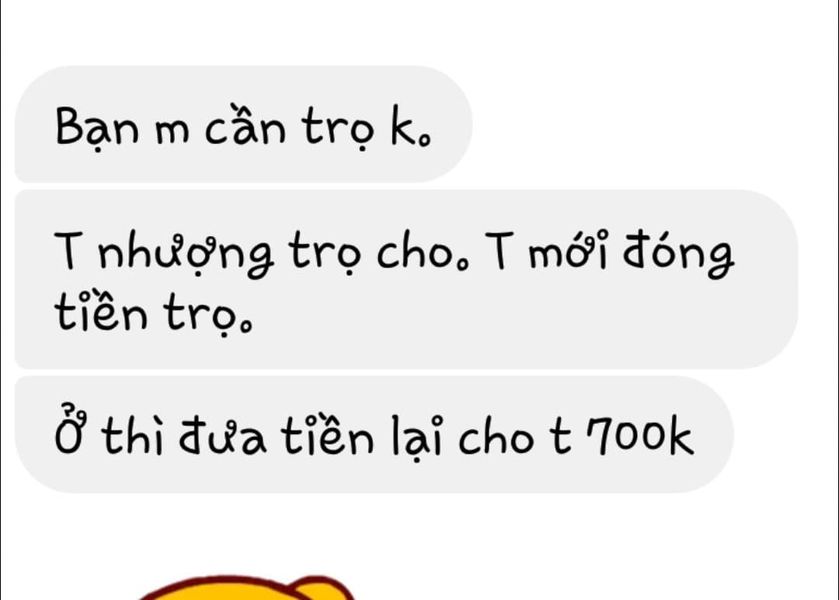 Bạn m cần trọ k.
T nhượng trọ cho. T mới đóng
tiền trọ.
Ở thì đưa tiền lại cho t 700k